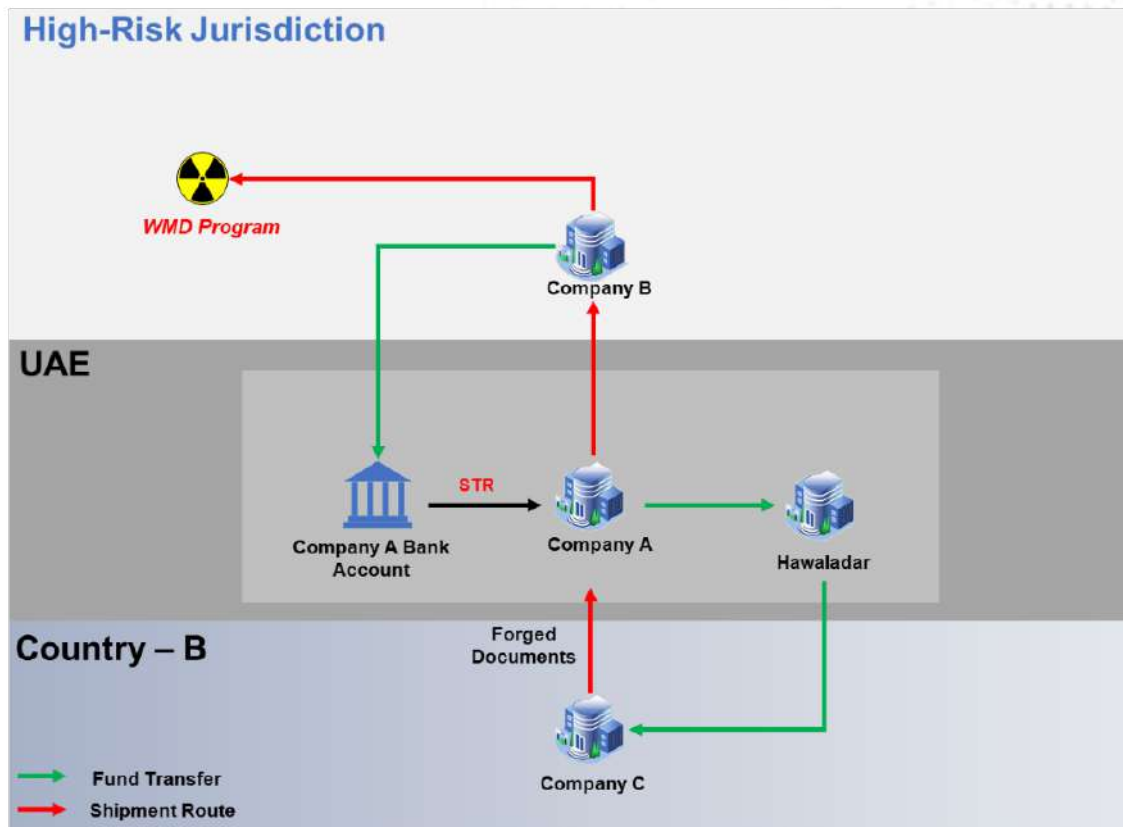 High-Risk Jurisdiction
WMD Program
Company B
UAE
STR
Company A Bank
Account
Company A
Hawaladar
Country – B
Forged
Documents
Company C
Fund Transfer
Shipment Route